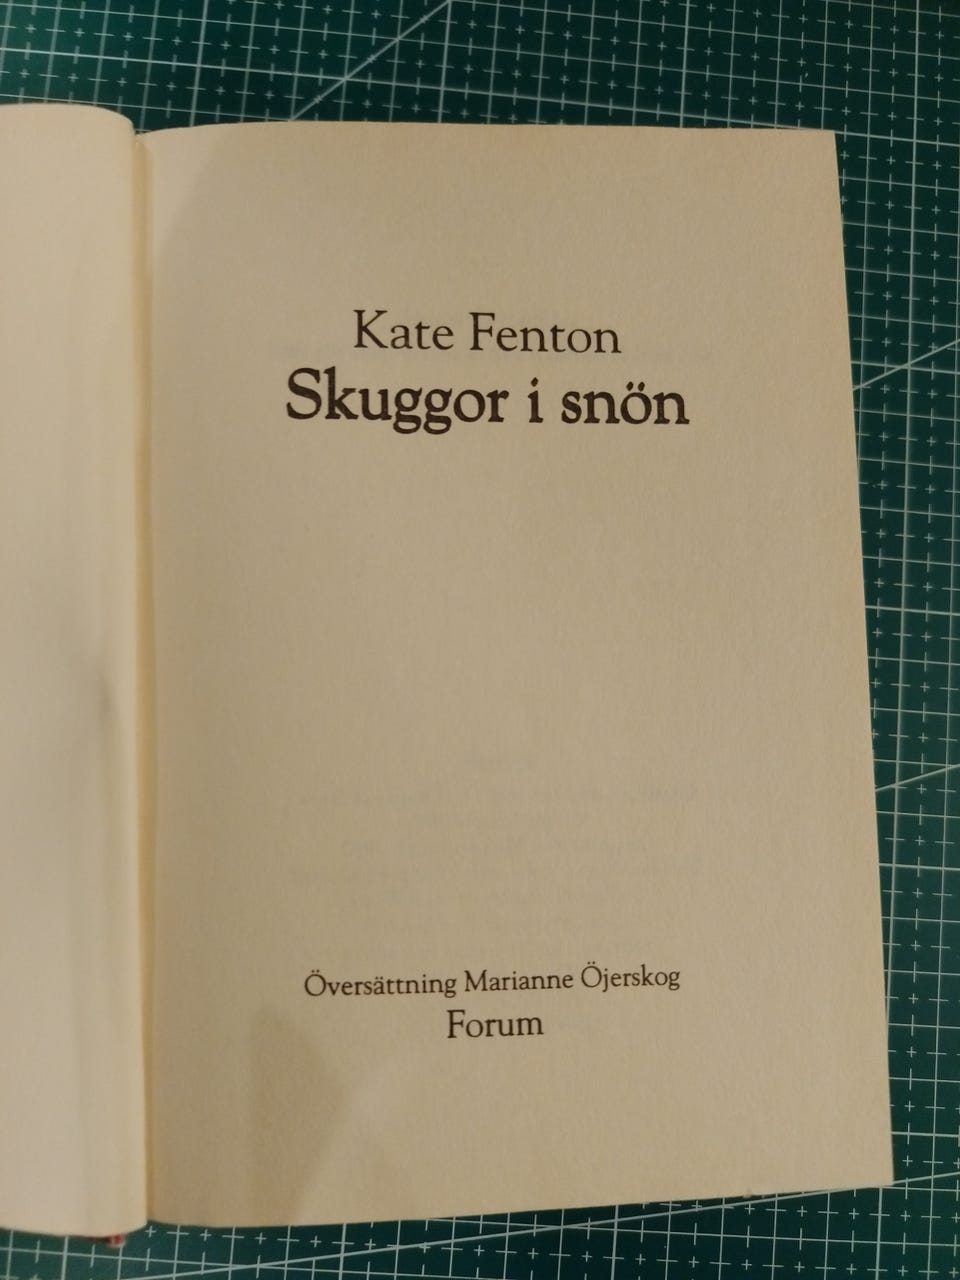 Kate Fenton
Skuggor i snön
Översättning Marianne Öjerskog
Forum